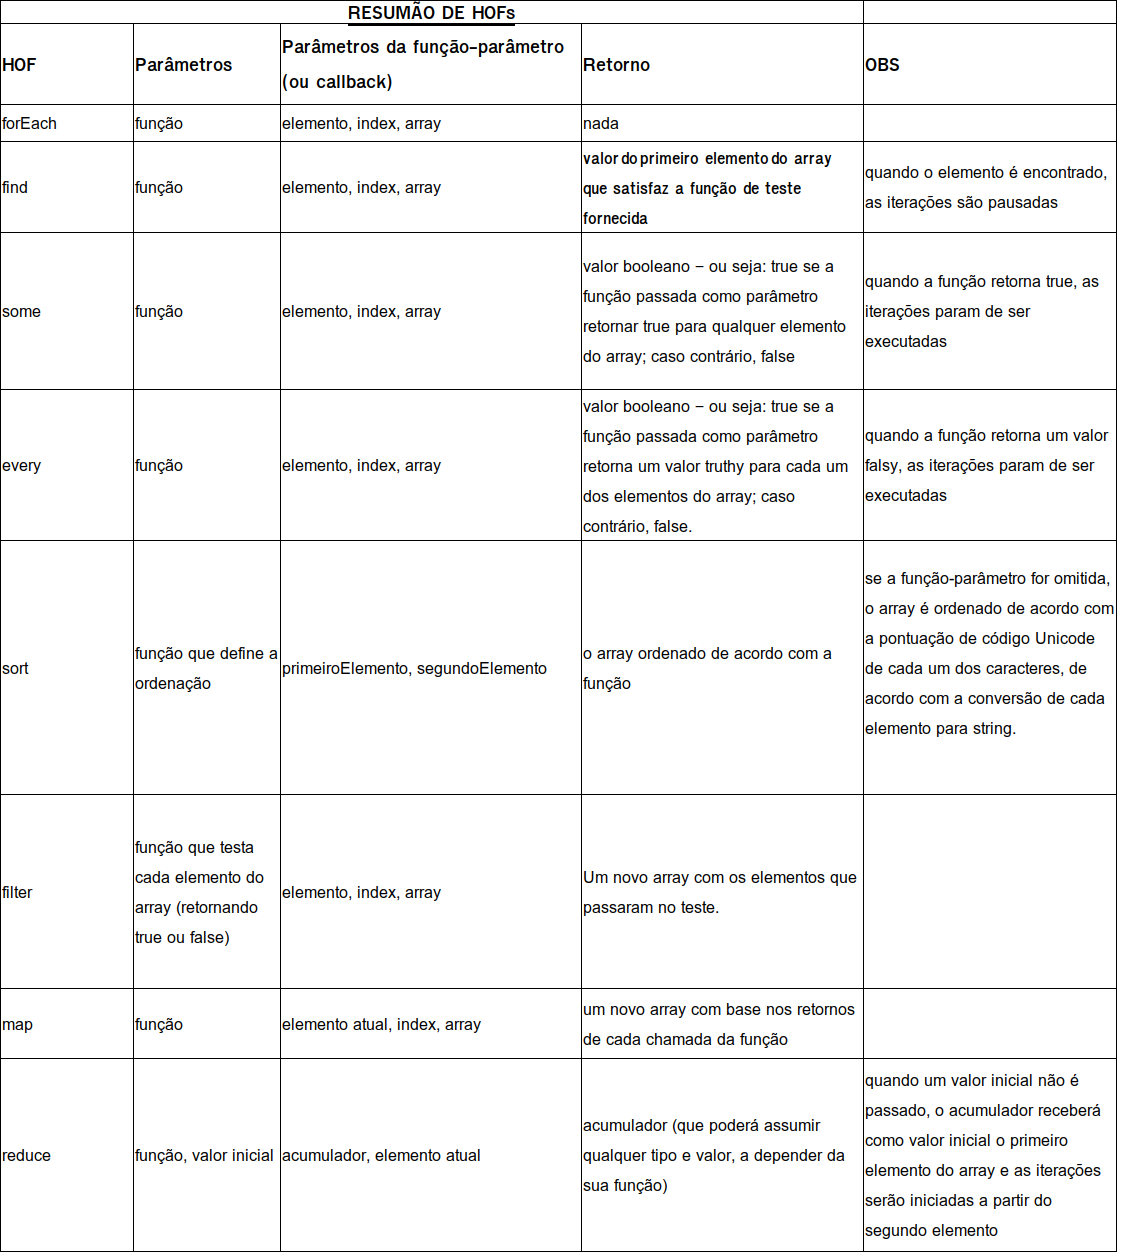 RESUMÃO DE HOFs
HOF
Parâmetros
Parâmetros da função-parâmetro
(ou callback)
Retorno
OBS
forEach
função
elemento, index, array
nada
find
função
elemento, index, array
valor do primeiro elemento do array
que satisfaz a função de teste
fornecida
quando o elemento é encontrado,
as iterações são pausadas
some
função
elemento, index, array
valor booleano – ou seja: true se a
função passada como parâmetro
retornar true para qualquer elemento
do array; caso contrário, false
quando a função retorna true, as
iterações param de ser
executadas
every
função
elemento, index, array
valor booleano – ou seja: true se a
função passada como parâmetro
retorna um valor truthy para cada um
dos elementos do array; caso
contrário, false.
quando a função retorna um valor
falsy, as iterações param de ser
executadas
sort
função que define a
ordenação
primeiroElemento, segundoElemento
o array ordenado de acordo com a
função
se a função-parâmetro for omitida,
o array é ordenado de acordo com
a pontuação de código Unicode
de cada um dos caracteres, de
acordo com a conversão de cada
elemento para string.
filter
função que testa
cada elemento do
array (retornando
true ou false)
elemento, index, array
Um novo array com os elementos que
passaram no teste.
map
função
elemento atual, index, array
um novo array com base nos retornos
de cada chamada da função
reduce
função, valor inicial
acumulador, elemento atual
acumulador (que poderá assumir
qualquer tipo e valor, a depender da
sua função)
quando um valor inicial não é
passado, o acumulador receberá
como valor inicial o primeiro
elemento do array e as iterações
serão iniciadas a partir do
segundo elemento